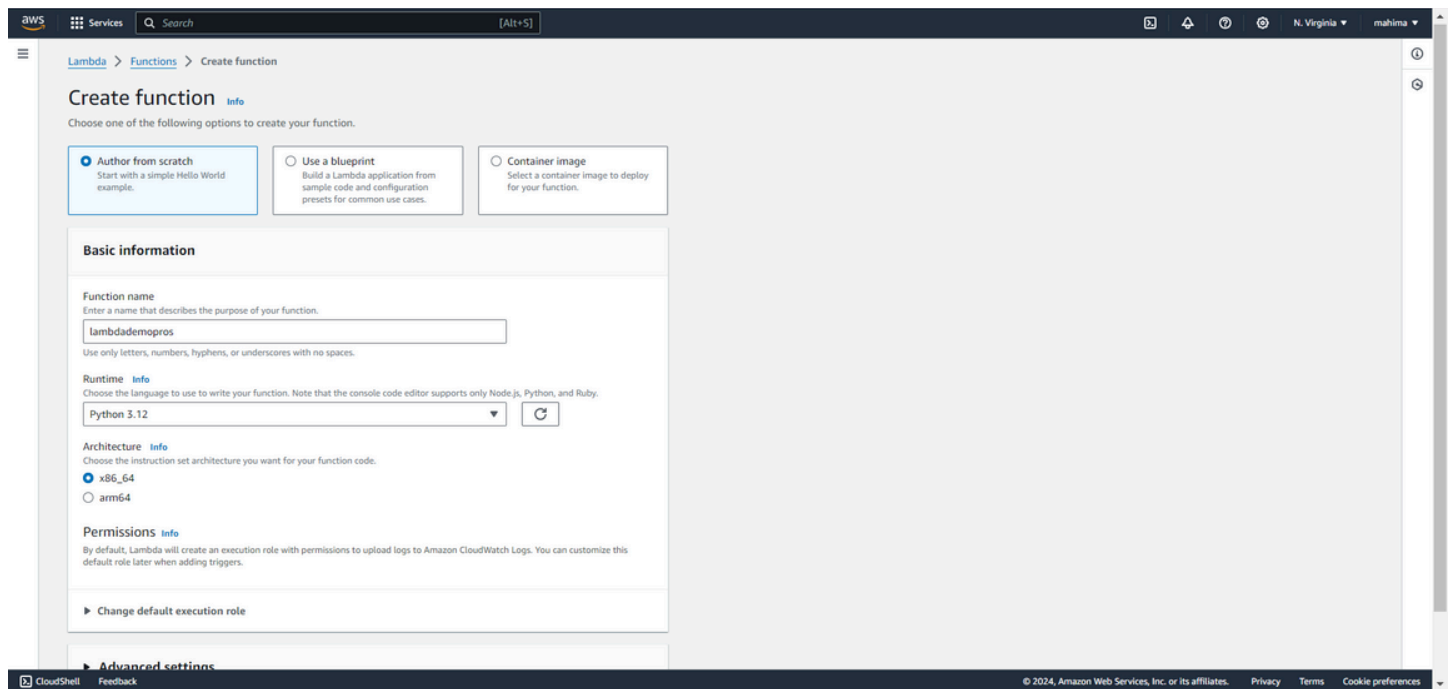 aws
Services
Search [Alt+S]
N. Virginia
mahima
Lambda > Functions > Create function
Create function Info
Choose one of the following options to create your function.
Author from scratch
Start with a simple Hello World
example.
Use a blueprint
Build a Lambda application from
sample code and configuration
presets for common use cases.
Container image
Select a container image to deploy
for your function.
Basic information
Function name
Enter a name that describes the purpose of your function.
lambdademopros
Use only letters, numbers, hyphens, or underscores with no spaces.
Runtime Info
Choose the language to use to write your function. Note that the console code editor supports only Node.js, Python, and Ruby.
Python 3.12
Architecture Info
Choose the instruction set architecture you want for your function code.
x86_64
arm64
Permissions Info
By default, Lambda will create an execution role with permissions to upload logs to Amazon CloudWatch Logs. You can customize this
default role later when adding triggers.
Change default execution role
Advanced settings
CloudShell Feedback
© 2024, Amazon Web Services, Inc. or its affiliates. Privacy Terms Cookie preferences